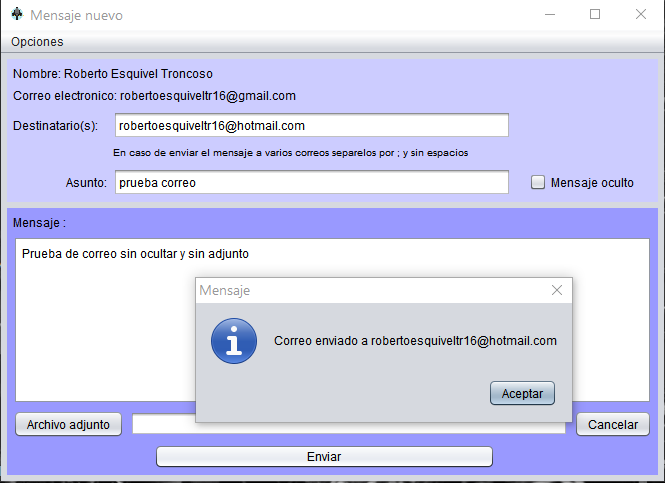 Mensaje nuevo
Opciones
Nombre: Roberto Esquivel Troncoso
Correo electronico: robertoesquiveltr16@gmail.com
Destinatario(s): robertoesquiveltr16@hotmail.com
En caso de enviar el mensaje a varios correos separelos por ; y sin espacios
Asunto: prueba correo Mensaje oculto
Mensaje :
Prueba de correo sin ocultar y sin adjunto
Mensaje
Correo enviado a robertoesquiveltr16@hotmail.com
Aceptar
Archivo adjunto Cancelar
Enviar